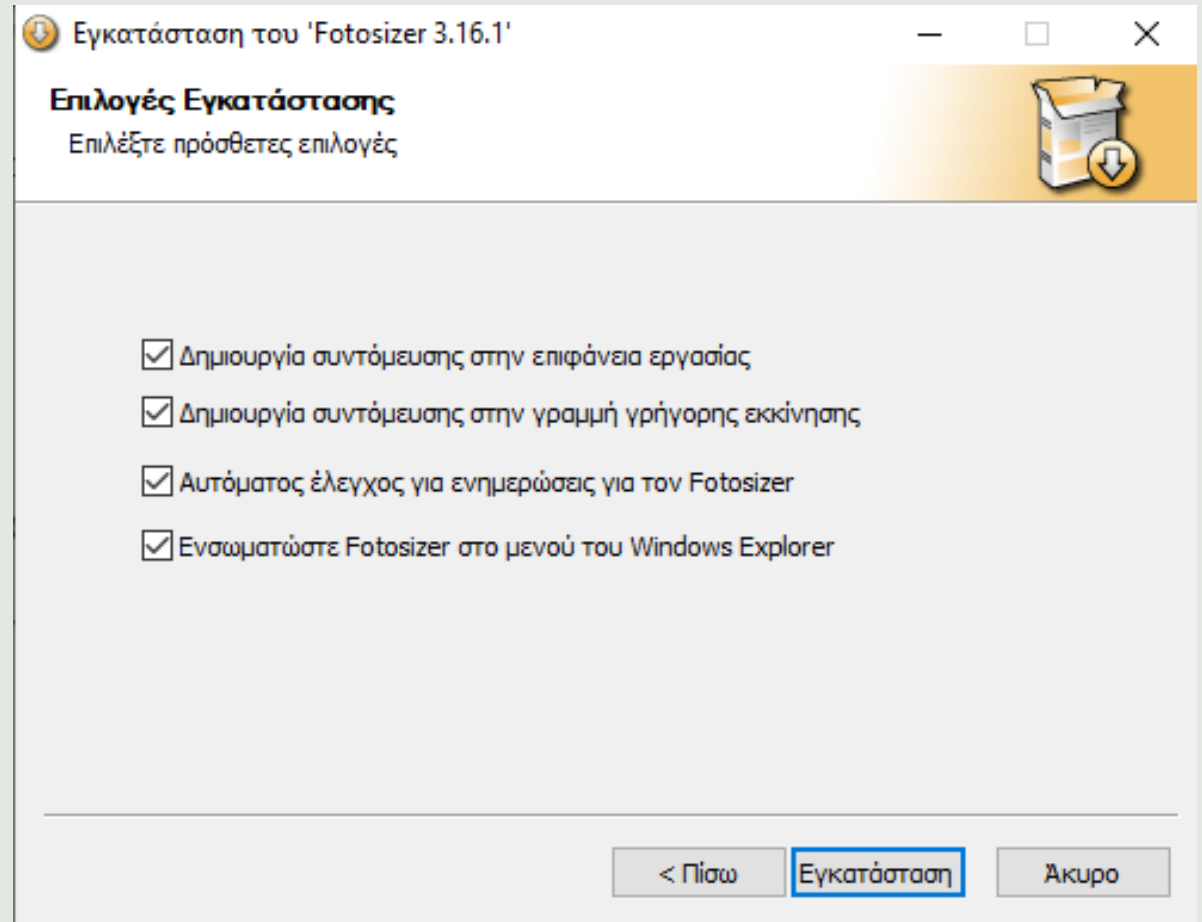 Εγκατάσταση του 'Fotosizer 3.16.1'
Επιλογές Εγκατάστασης
Επιλέξτε πρόσθετες επιλογές
Δημιουργία συντόμευσης στην επιφάνεια εργασίας
Δημιουργία συντόμευσης στην γραμμή γρήγορης εκκίνησης
Αυτόματος έλεγχος για ενημερώσεις για τον Fotosizer
Ενσωματώστε Fotosizer στο μενού του Windows Explorer
< Πίσω Εγκατάσταση Άκυρο